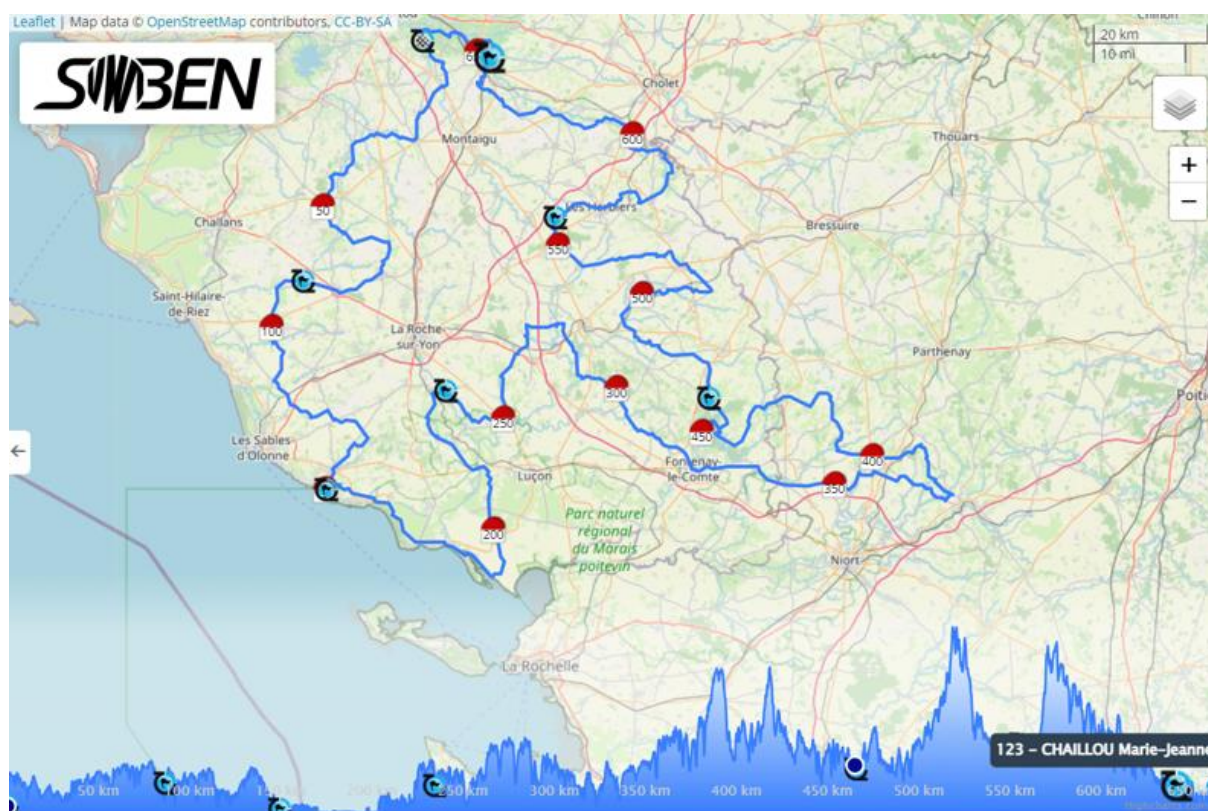 Leaflet | Map data © OpenStreetMap contributors, CC-BY-SA
20 km
10 mi
Cholet
Montaigu
Thouars
600
50
Challans
Les Herbiers
Bressuire
+
−
550
Saint-Hilaire-
de-Riez
500
100
La Roche
sur-Yon
Parthenay
300
250
450
Les Sables
d'Olonne
Fontenay-
le-Comte
400
Luçon
350
200
Parc naturel
régional
du Marais
poitevin
Niort
La Rochelle
123 – CHAILLOU Marie-Jeanne
50 km
100 km
200 km
250 km
300 km
350 km
400 km
450 km
500 km
550 km
600 km